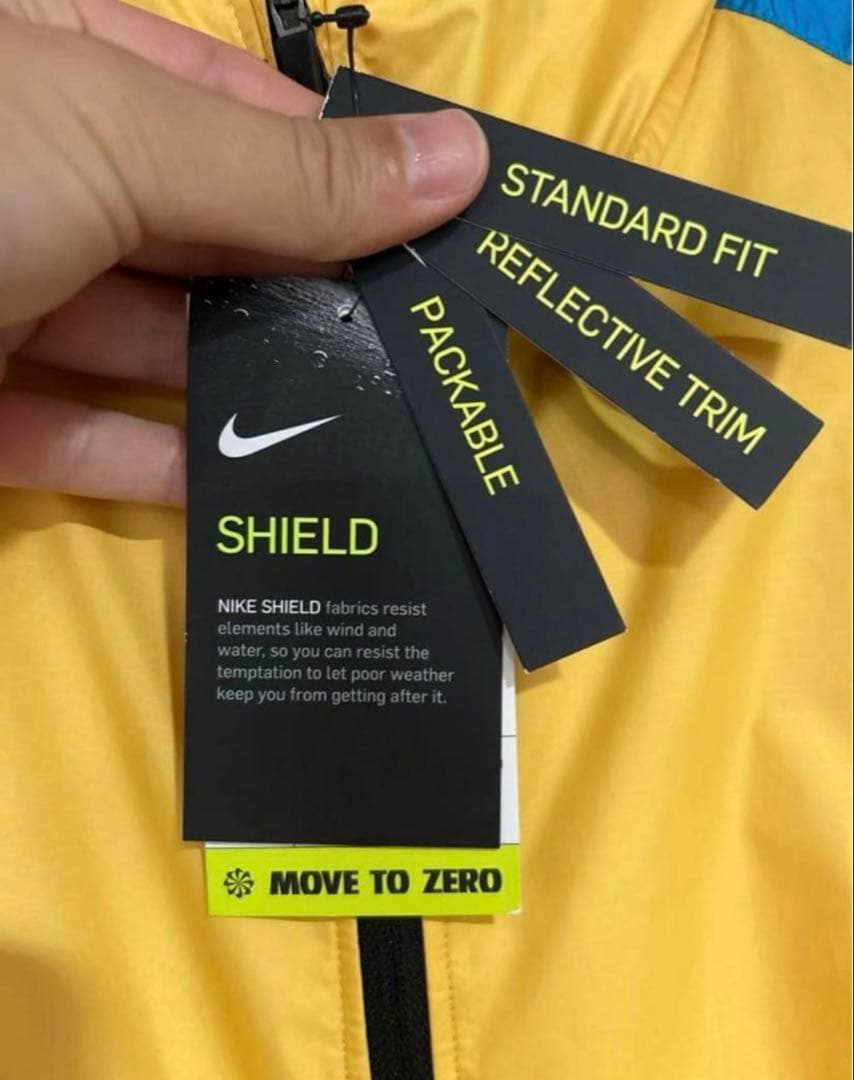 STANDARD FIT
REFLECTIVE TRIM
PACKABLE
SHIELD
NIKE SHIELD fabrics resist
elements like wind and
water, so you can resist the
temptation to let poor weather
keep you from getting after it.
MOVE TO ZERO